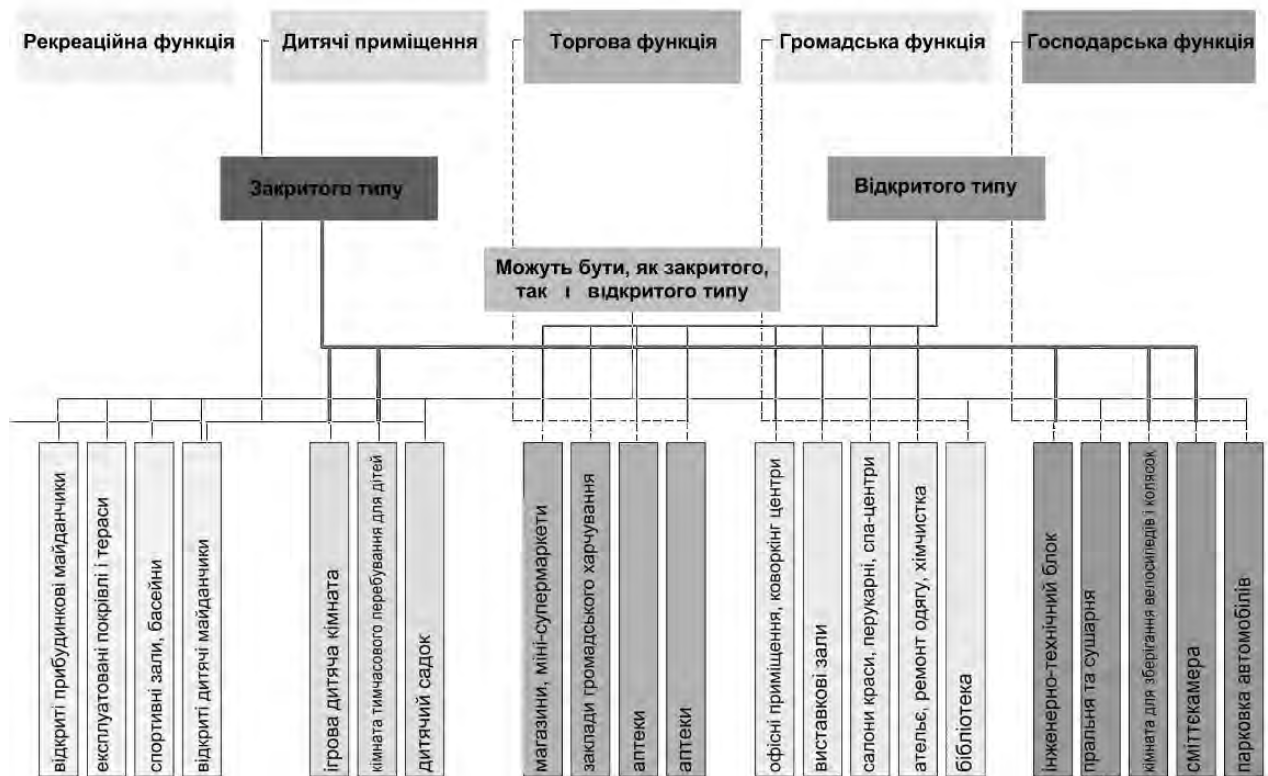 Рекреаційна функція
Дитячі приміщення
Торгова функція
Громадська функція
Господарська функція
Закритого типу
Відкритого типу
Можуть бути, як закритого,
так і відкритого типу
відкриті прибудинкові майданчики
експлуатовані покрівлі і тераси
спортивні зали, басейни
відкриті дитячі майданчики
ігрова дитяча кімната
кімната тимчасового перебування для дітей
дитячий садок
магазини, міні-супермаркети
заклади громадського харчування
аптеки
аптеки
офісні приміщення, коворкінг центри
виставкові зали
салони краси, перукарні, спа-центри
ательє, ремонт одягу, хімчистка
бібліотека
інженерно-технічний блок
пральня та сушарня
кімната для зберігання велосипедів і колясок
сміттєкамера
парковка автомобілів